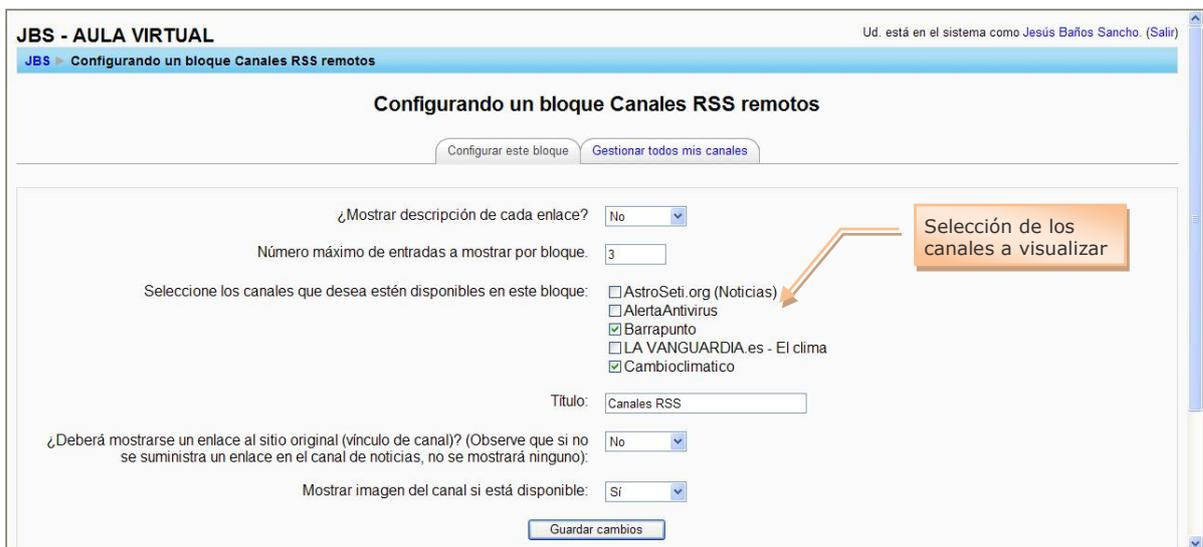 JBS - AULA VIRTUAL
Ud. está en el sistema como Jesús Baños Sancho. (Salir)
JBS ► Configurando un bloque Canales RSS remotos
Configurando un bloque Canales RSS remotos
Configurar este bloque
Gestionar todos mis canales
¿Mostrar descripción de cada enlace?
No
Número máximo de entradas a mostrar por bloque.
3
Seleccione los canales que desea estén disponibles en este bloque:
AstroSeti.org (Noticias)
AlertaAntivirus
Barrapunto
LA VANGUARDIA.es - El clima
Cambioclimatico
Selección de los
canales a visualizar
Título:
Canales RSS
¿Deberá mostrarse un enlace al sitio original (vínculo de canal)? (Observe que si no
se suministra un enlace en el canal de noticias, no se mostrará ninguno):
No
Mostrar imagen del canal si está disponible:
Sí
Guardar cambios